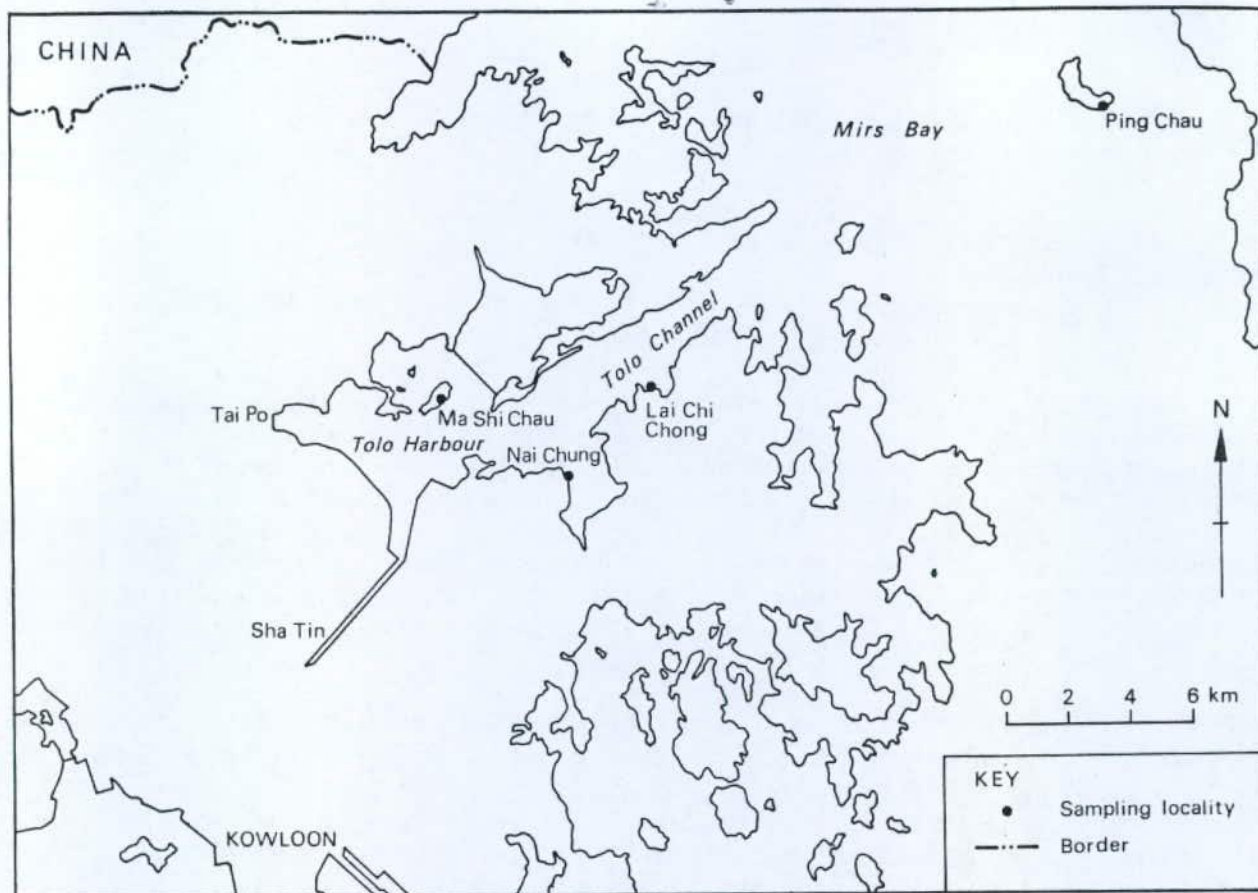 CHINA
Mirs Bay
Ping Chau
Tolo Channel
Tai Po
Ma Shi Chau
Lai Chi
Chong
Tolo Harbour
Nai Chung
N
Sha Tin
0 2 4 6 km
KEY
Sampling locality
Border
KOWLOON